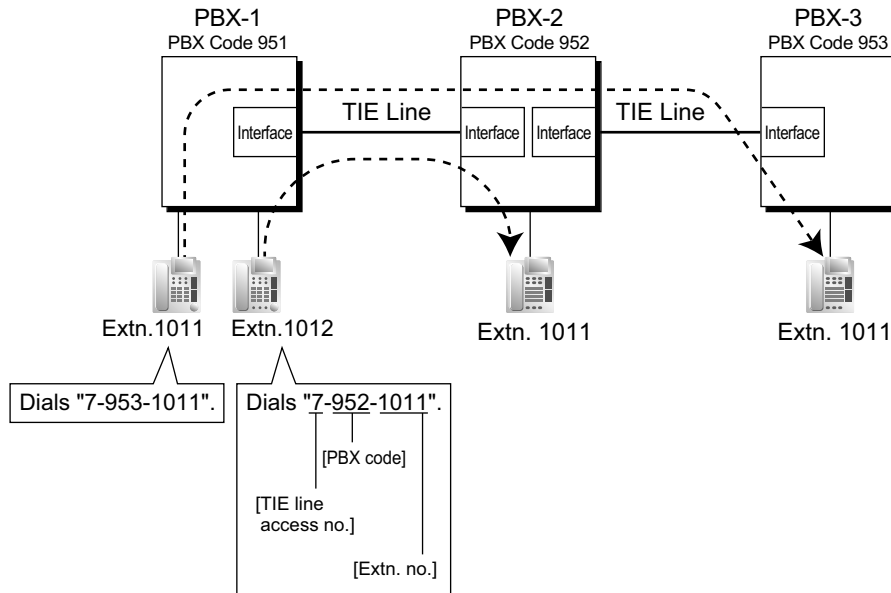 PBX-1
PBX Code 951
PBX-2
PBX Code 952
PBX-3
PBX Code 953
Interface
TIE Line
Interface
Interface
TIE Line
Interface
Extn.1011
Extn.1012
Extn. 1011
Extn. 1011
Dials "7-953-1011".
Dials "7-952-1011".
[PBX code]
[TIE line
access no.]
[Extn. no.]